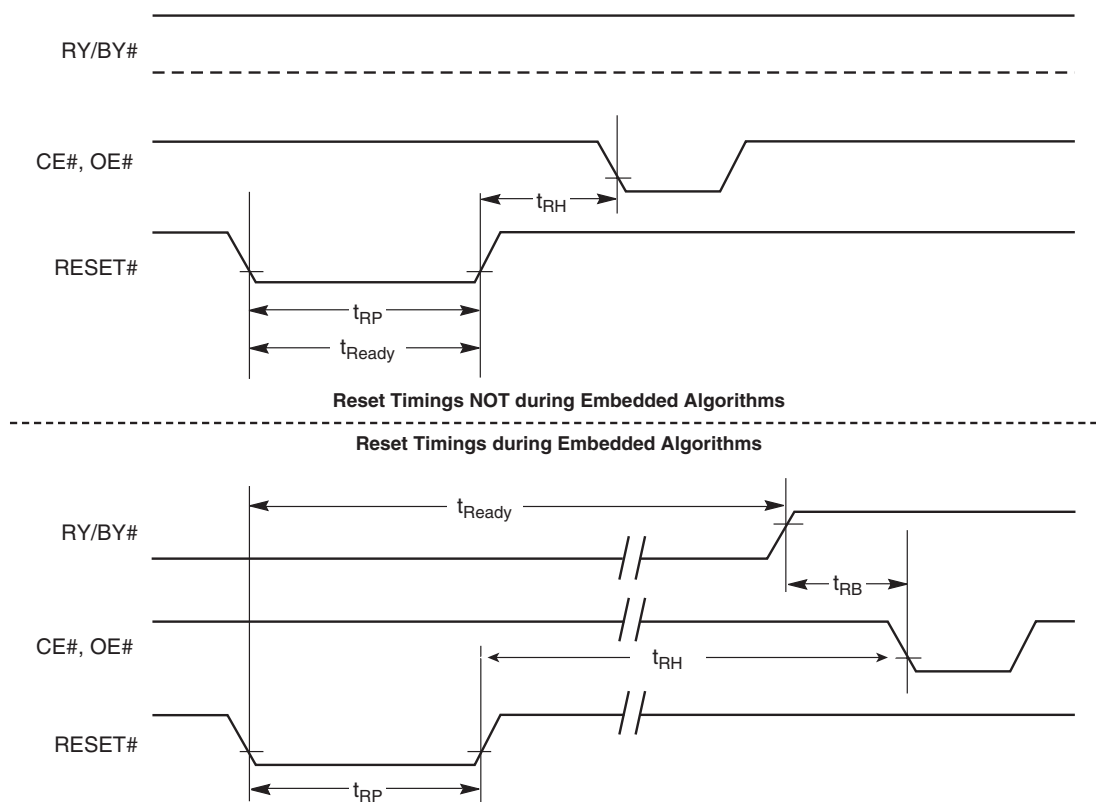 RY/BY#
CE#, OE#
tRH
RESET#
tRP
tReady
Reset Timings NOT during Embedded Algorithms
Reset Timings during Embedded Algorithms
tReady
RY/BY#
tRB
CE#, OE#
tRH
RESET#
tRP